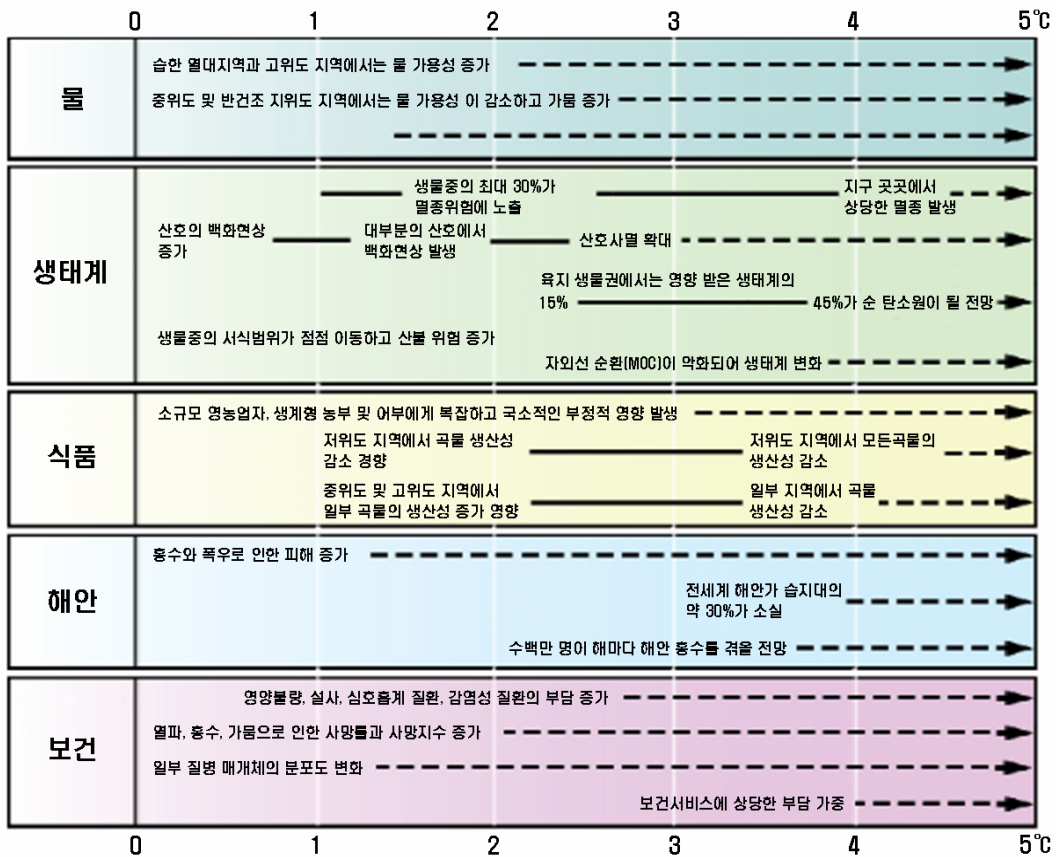 0 1 2 3 4 5℃
물
습한 열대지역과 고위도 지역에서는 물 가용성 증가
중위도 및 반건조 지위도 지역에서는 물 가용성 이 감소하고 가뭄 증가
생태계
생물중의 최대 30%가
멸종위험에 노출
지구 곳곳에서
상당한 멸종 발생
산호의 백화현상
증가
대부분의 산호에서
백화현상 발생
산호사멸 확대
육지 생물권에서는 영향 받은 생태계의
15%
45%가 순 탄소원이 될 전망
생물중의 서식범위가 점점 이동하고 산불 위험 증가
자외선 순환(MOC)이 악화되어 생태계 변화
식품
소규모 영농업자, 생계형 농부 및 어부에게 복잡하고 국소적인 부정적 영향 발생
저위도 지역에서 곡물 생산성
감소 경향
저위도 지역에서 모든곡물의
생산성 감소
중위도 및 고위도 지역에서
일부 곡물의 생산성 증가 영향
일부 지역에서 곡물
생산성 감소
해안
홍수와 폭우로 인한 피해 증가
전세계 해안가 습지대의
약 30%가 소실
수백만 명이 해마다 해안 홍수를 겪을 전망
보건
영양불량, 설사, 심호흡계 질환, 감염성 질환의 부담 증가
열파, 홍수, 가뭄으로 인한 사망률과 사망지수 증가
일부 질병 매개체의 분포도 변화
보건서비스에 상당한 부담 가중
0 1 2 3 4 5℃